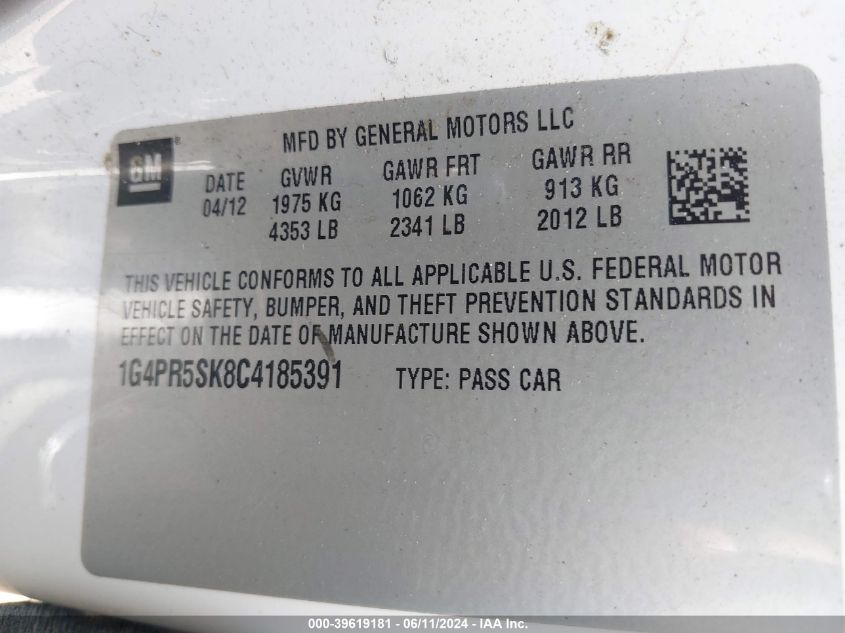 MFD BY GENERAL MOTORS LLC
GM®
DATE GVWR GAWR FRT GAWR RR
04/12 1975 KG 1062 KG 913 KG
4353 LB 2341 LB 2012 LB
THIS VEHICLE CONFORMS TO ALL APPLICABLE U.S. FEDERAL MOTOR
VEHICLE SAFETY, BUMPER, AND THEFT PREVENTION STANDARDS IN
EFFECT ON THE DATE OF MANUFACTURE SHOWN ABOVE.
1G4PR5SK8C4185391 TYPE: PASS CAR
000-39619181 - 06/11/2024 - IAA Inc.